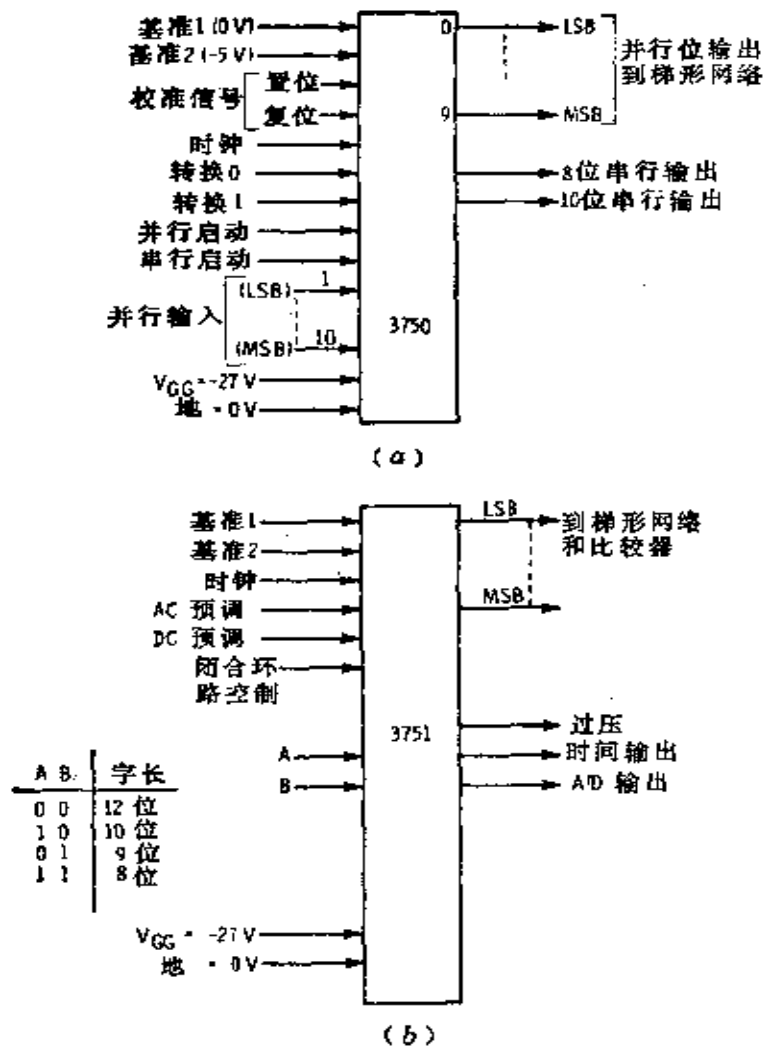 基准1(0V)
基准2(-5V)
校准信号
置位
复位
时钟
转换0
转换1
并行启动
串行启动
并行输入
(LSB) 1
(MSB) 10
V_GG=-27V
地 = 0V
3750
0
LSB
9
MSB
并行位输出
到梯形网络
8位串行输出
10位串行输出
(a)
基准1
基准2
时钟
AC 预调
DC 预调
闭合环
路控制
A
B
A B 字长
0 0 12位
1 0 10位
0 1 9位
1 1 8位
V_GG = -27V
地 = 0V
3751
LSB
MSB
到梯形网络
和比较器
过压
时间输出
A/D 输出
(b)